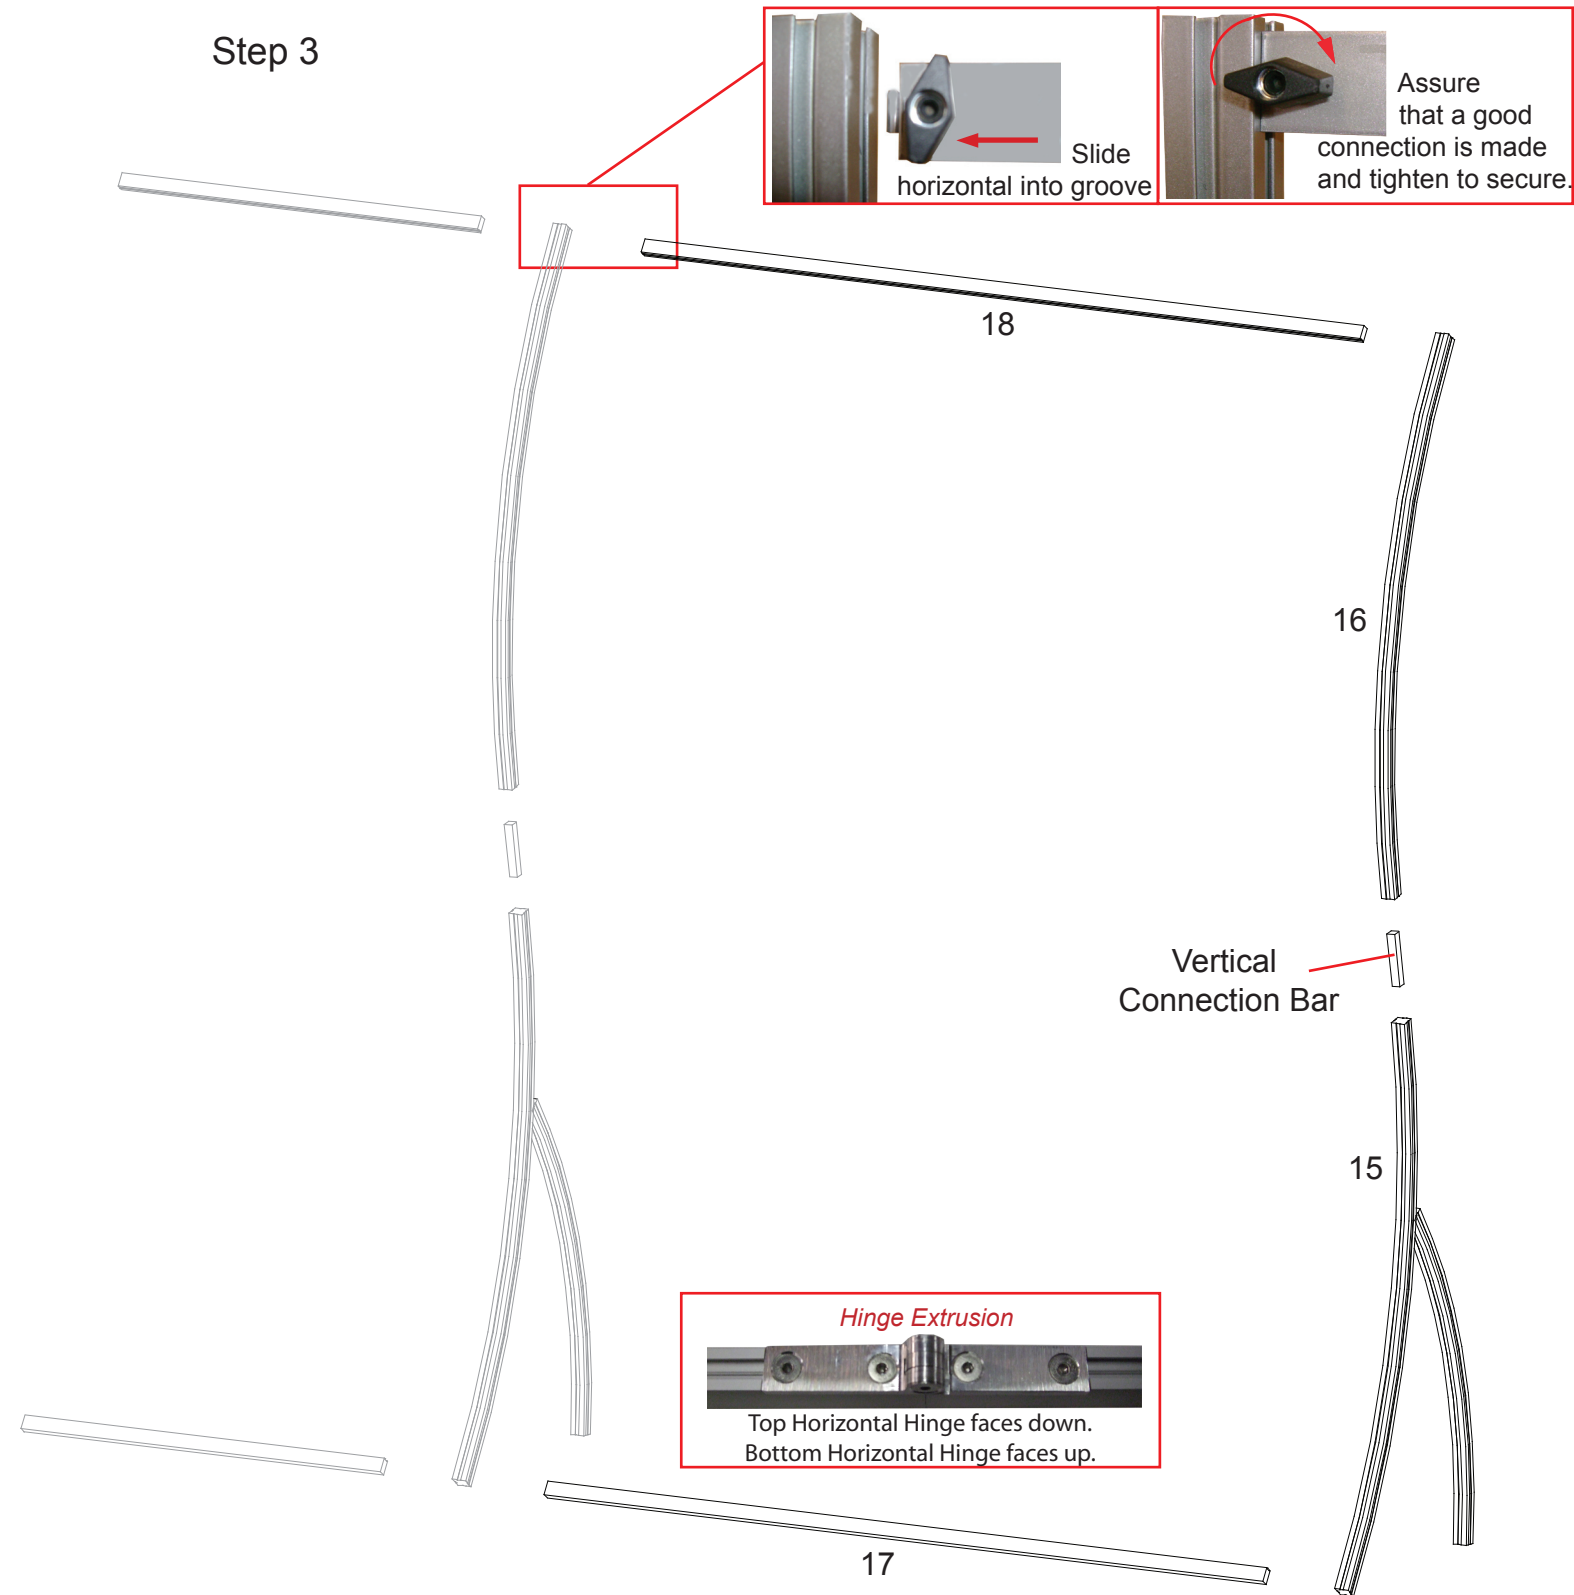 Step 3
Slide
horizontal into groove
Assure
that a good
connection is made
and tighten to secure.
18
16
Vertical
Connection Bar
15
Hinge Extrusion
Top Horizontal Hinge faces down.
Bottom Horizontal Hinge faces up.
17